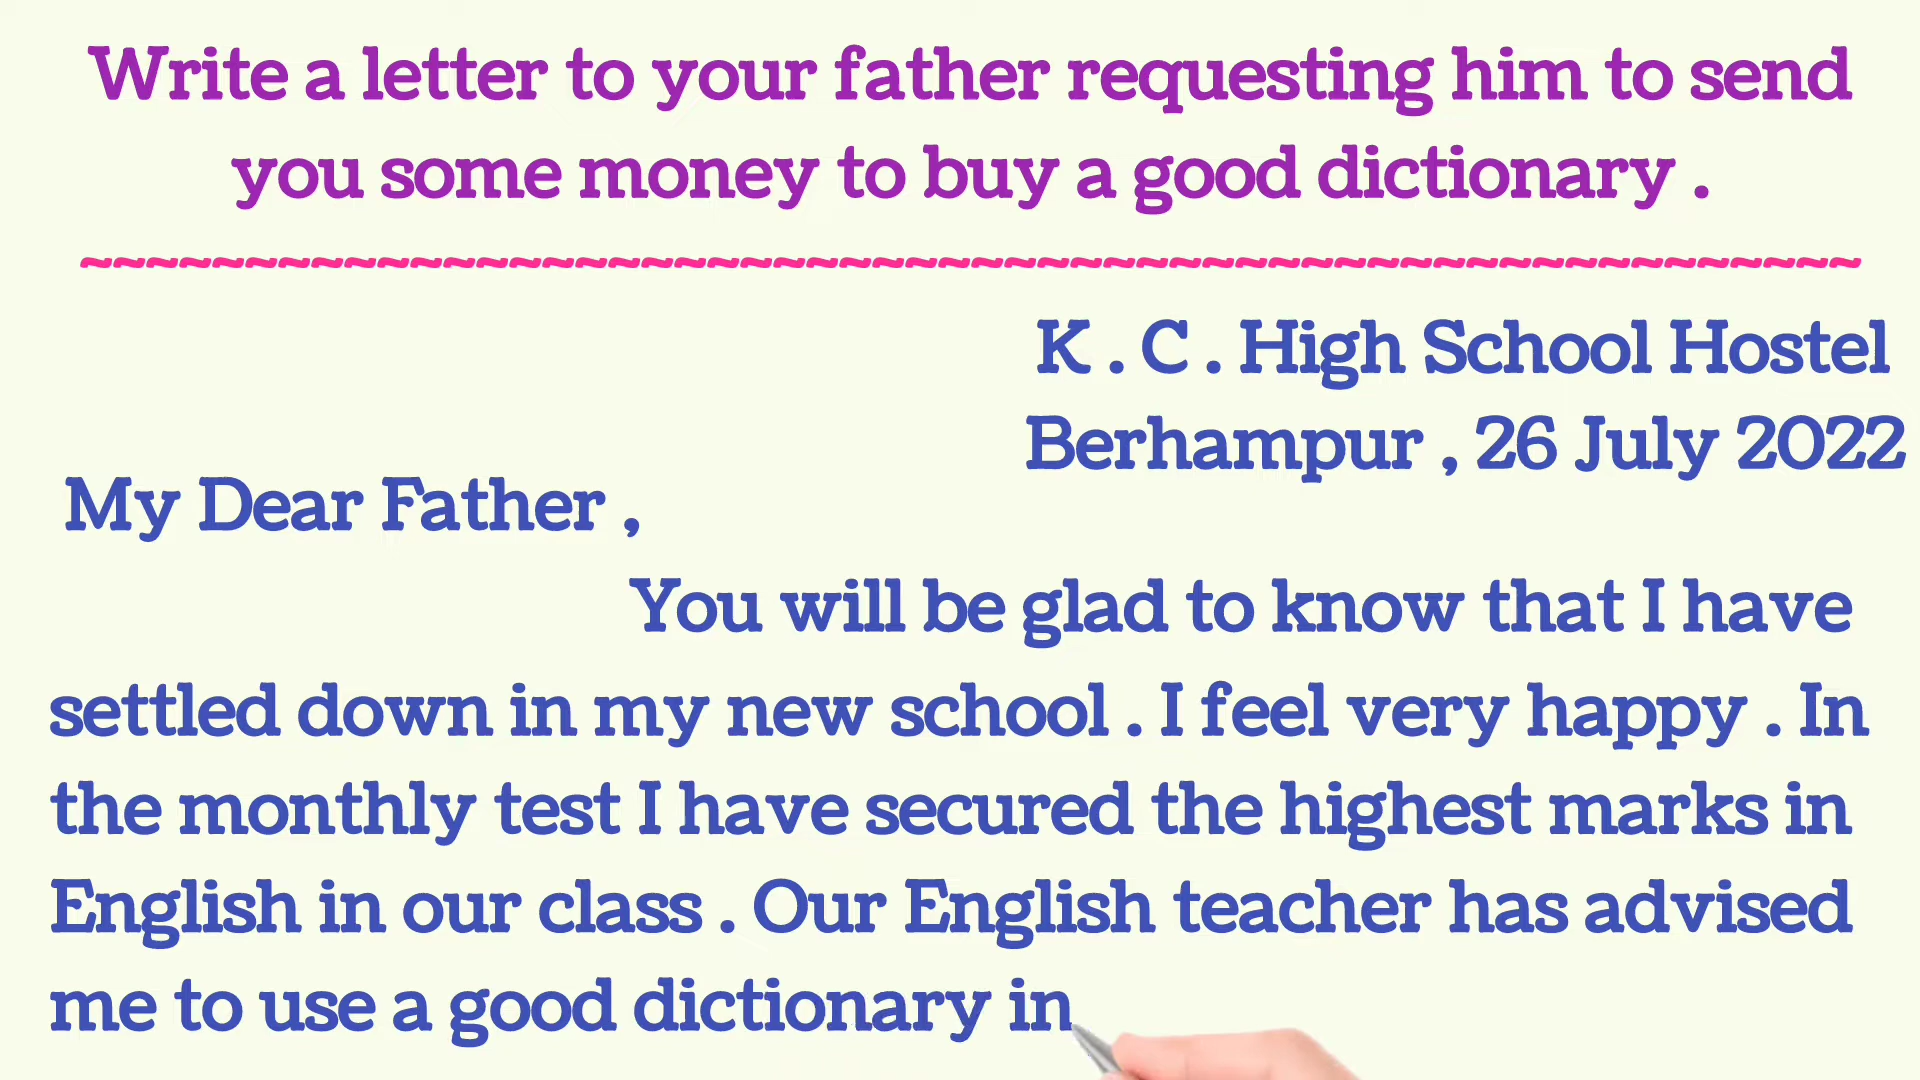 Write a letter to your father requesting him to send
you some money to buy a good dictionary .
~~~~~~~~~~~~~~~~~~~~~~~~~~~~~~~~~~~~~~~~~~~~~~~~~~~~~~
K . C . High School Hostel
Berhampur , 26 July 2022
My Dear Father ,
You will be glad to know that I have
settled down in my new school . I feel very happy . In
the monthly test I have secured the highest marks in
English in our class . Our English teacher has advised
me to use a good dictionary in